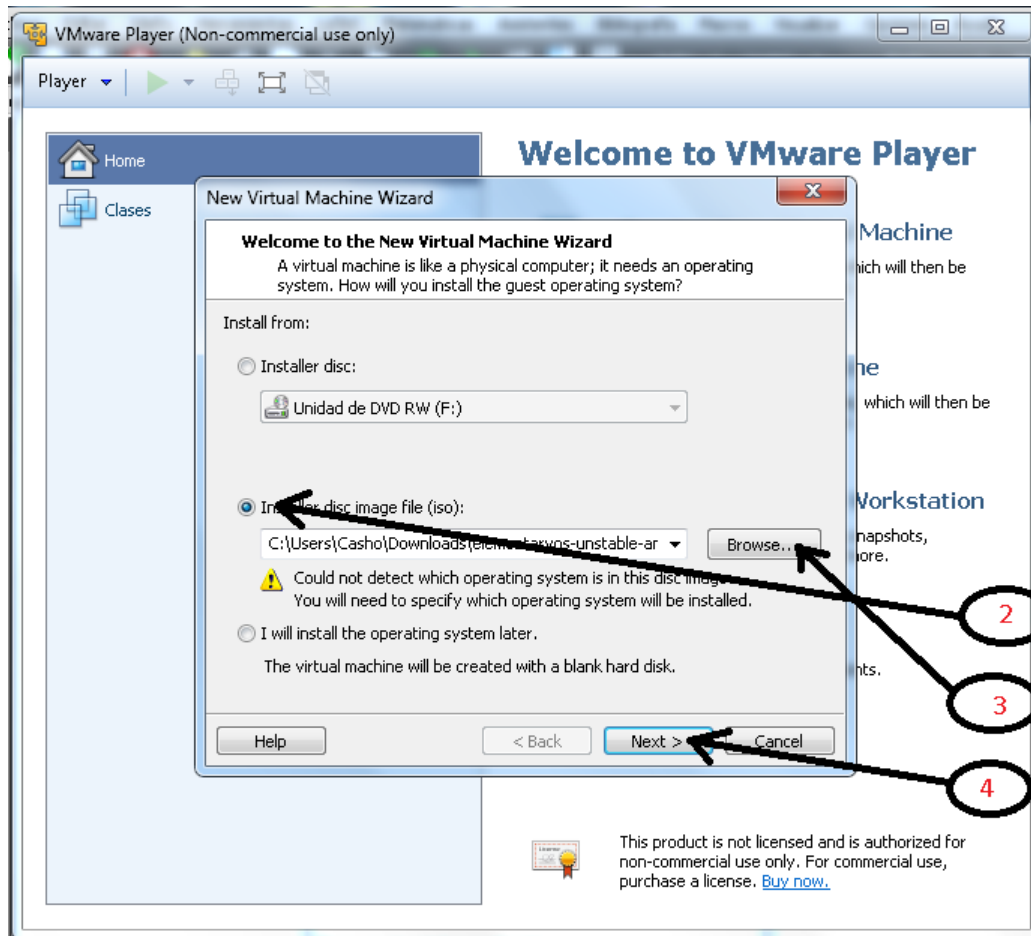 VMware Player (Non-commercial use only)
Player
Home
Clases
Welcome to VMware Player
Machine
which will then be
ne
which will then be
Workstation
napshots,
ore.
nts.
New Virtual Machine Wizard
Welcome to the New Virtual Machine Wizard
A virtual machine is like a physical computer; it needs an operating
system. How will you install the guest operating system?
Install from:
Installer disc:
Unidad de DVD RW (F:)
Installer disc image file (iso):
C:\Users\Casho\Downloads\elementaryos-unstable-ar
Browse...
Could not detect which operating system is in this disc image.
You will need to specify which operating system will be installed.
I will install the operating system later.
The virtual machine will be created with a blank hard disk.
Help
< Back
Next >
Cancel
2
3
4
This product is not licensed and is authorized for
non-commercial use only. For commercial use,
purchase a license. Buy now.